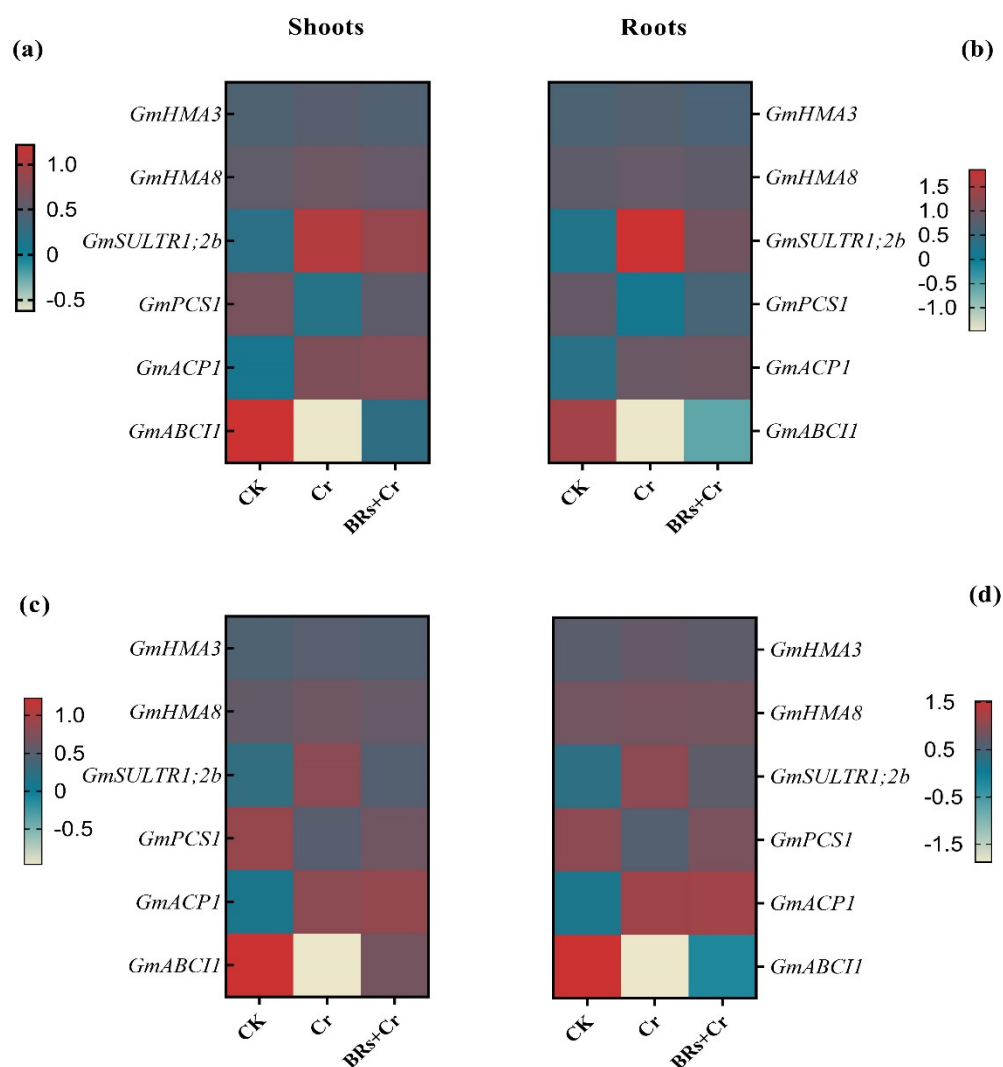 Shoots
Roots
(a)
(b)
GmHMA3
GmHMA8
GmSULTR1;2b
GmPCS1
GmACP1
GmABCI1
1.0
0.5
0
-0.5
CK
Cr
BRs+Cr
GmHMA3
GmHMA8
GmSULTR1;2b
GmPCS1
GmACP1
GmABCI1
1.5
1.0
0.5
0
-0.5
-1.0
CK
Cr
BRs+Cr
(c)
(d)
GmHMA3
GmHMA8
GmSULTR1;2b
GmPCS1
GmACP1
GmABCI1
1.0
0.5
0
-0.5
CK
Cr
BRs+Cr
GmHMA3
GmHMA8
GmSULTR1;2b
GmPCS1
GmACP1
GmABCI1
1.5
0.5
-0.5
-1.5
CK
Cr
BRs+Cr